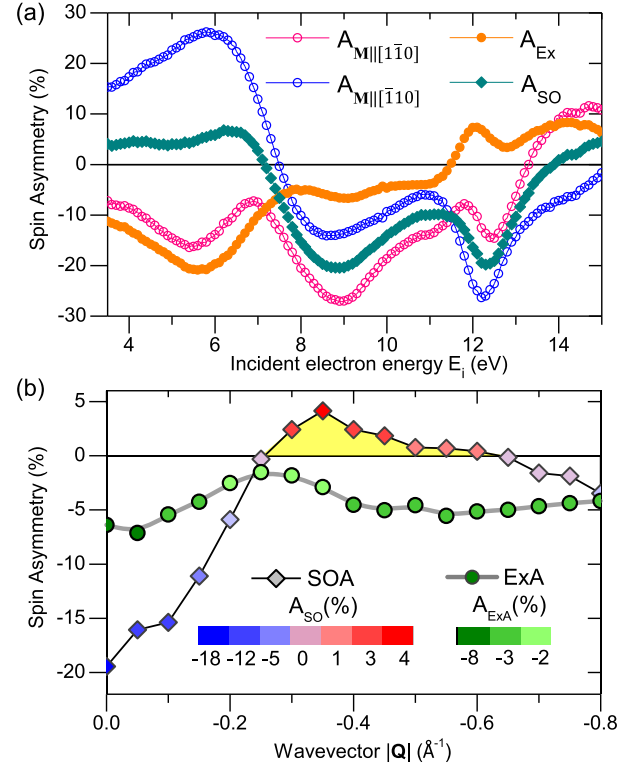 (a)
30
20
10
0
-10
-20
-30
Spin Asymmetry (%)
A_M||[11̅0]
A_M||[1̅10]
A_Ex
A_SO
4 6 8 10 12 14
Incident electron energy E_i (eV)
(b)
5
0
-5
-10
-15
-20
Spin Asymmetry (%)
SOA
ExA
A_SO(%)
A_ExA(%)
-18 -12 -5 0 1 3 4
-8 -3 -2
0.0 -0.2 -0.4 -0.6 -0.8
Wavevector |Q| (Å⁻¹)